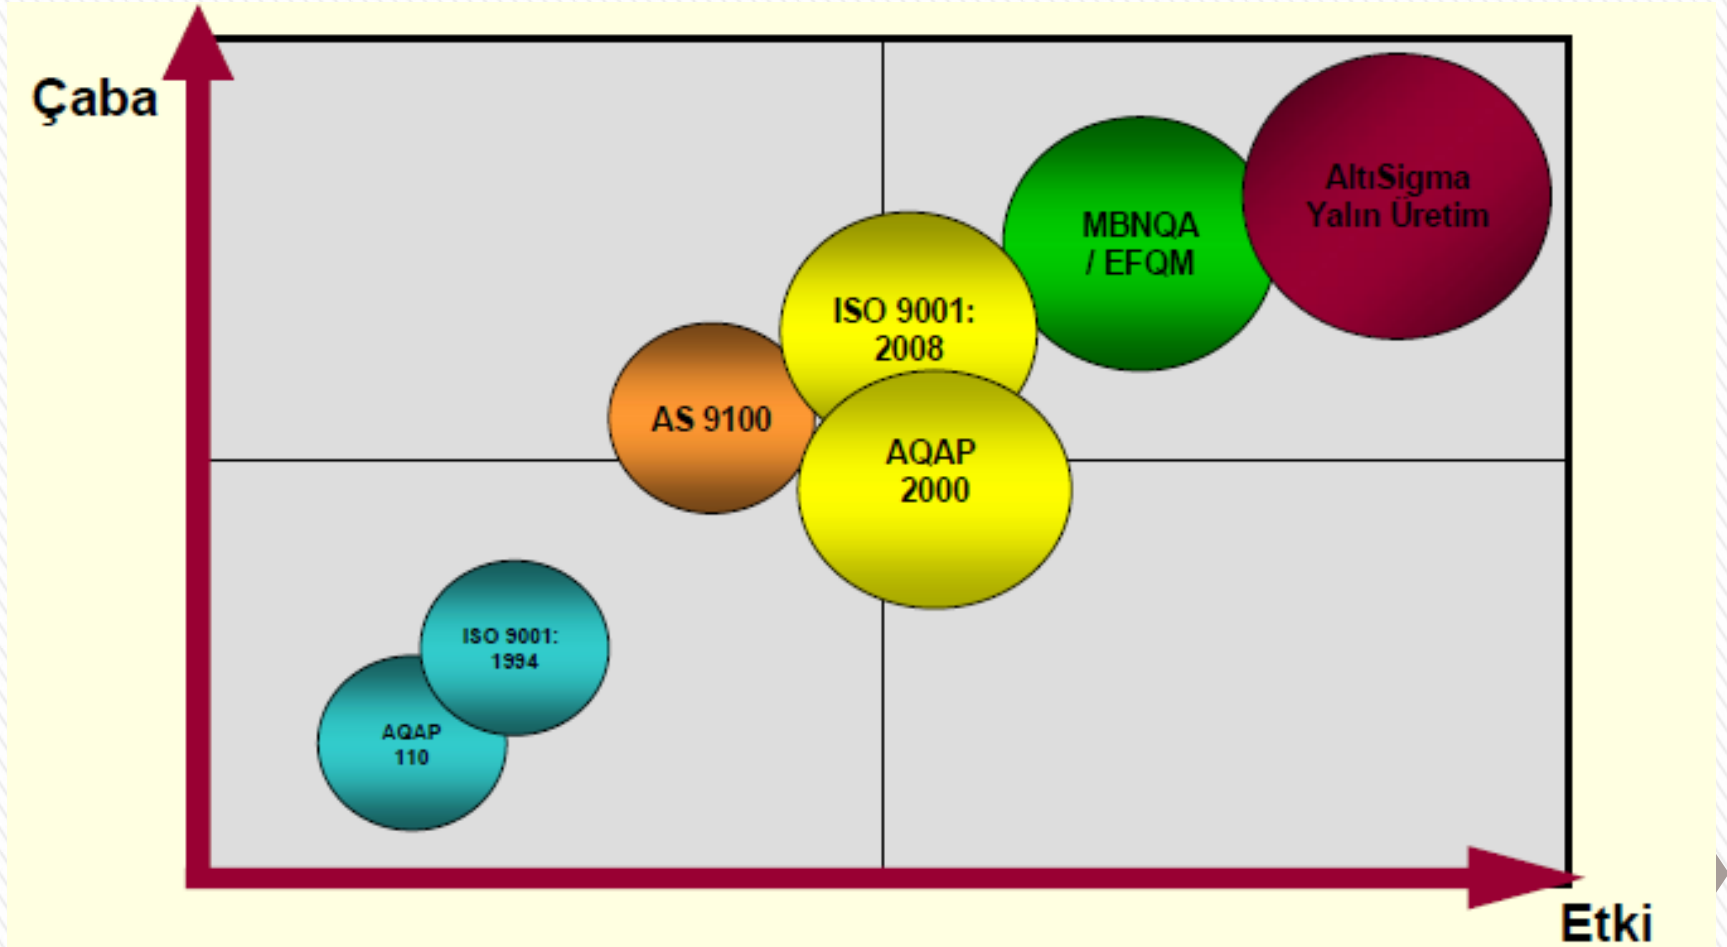 Çaba
AltıSigma
Yalın Üretim
MBNQA
/ EFQM
ISO 9001:
2008
AS 9100
AQAP
2000
ISO 9001:
1994
AQAP
110
Etki